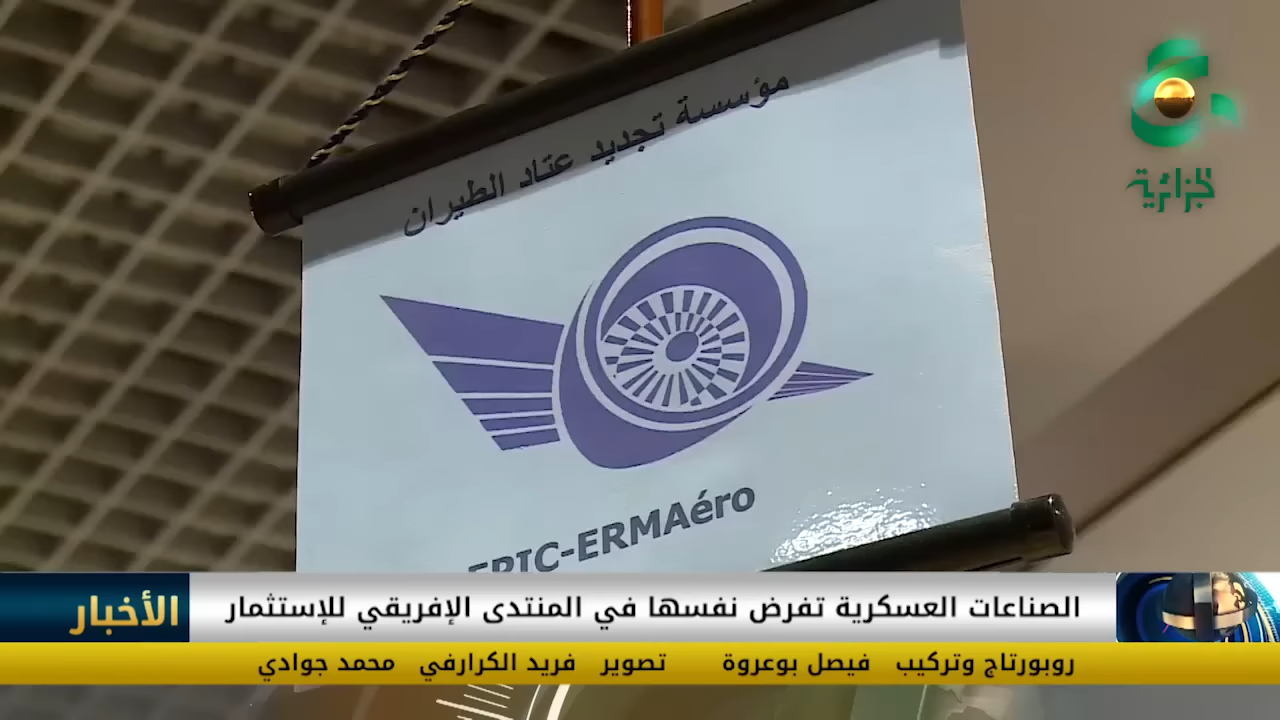 الجزائرية
مؤسسة تجديد عتاد الطيران
EPIC-ERMAéro
الصناعات العسكرية تفرض نفسها في المنتدى الإفريقي للإستثمار
الأخبار
روبورتاج وتركيب فيصل بوعروة تصوير فريد الكرارفي محمد جوادي